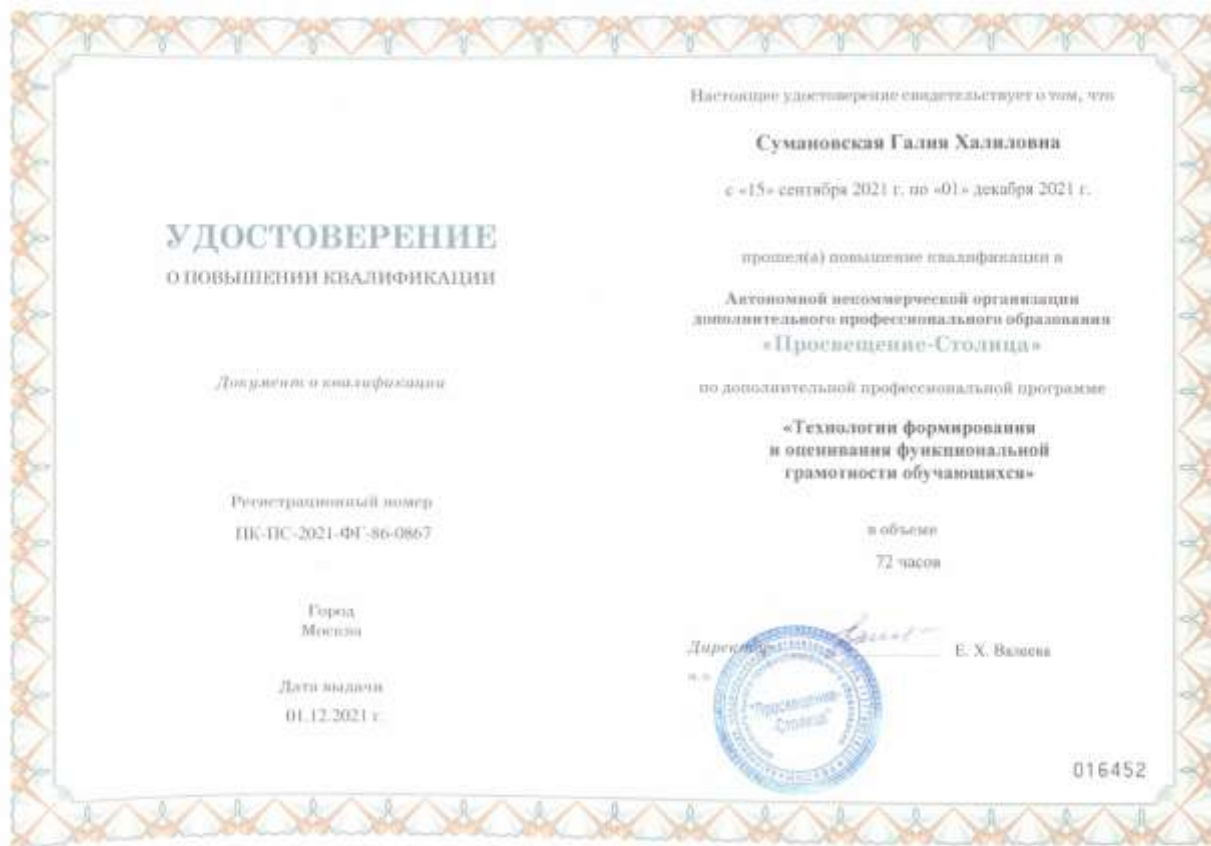 УДОСТОВЕРЕНИЕ
О ПОВЫШЕНИИ КВАЛИФИКАЦИИ
Документ о квалификации
Регистрационный номер
ПК-ПС-2021-ФГ-86-0867
Город
Москва
Дата выдачи
01.12.2021 г.
Настоящее удостоверение свидетельствует о том, что
Сумановская Галия Халиловна
с «15» сентября 2021 г. по «01» декабря 2021 г.
прошел(а) повышение квалификации в
Автономной некоммерческой организации
дополнительного профессионального образования
«Просвещение-Столица»
по дополнительной профессиональной программе
«Технологии формирования
и оценивания функциональной
грамотности обучающихся»
в объеме
72 часов
Директор
Е. Х. Валеева
м.п.
"Просвещение-
-Столица"
016452